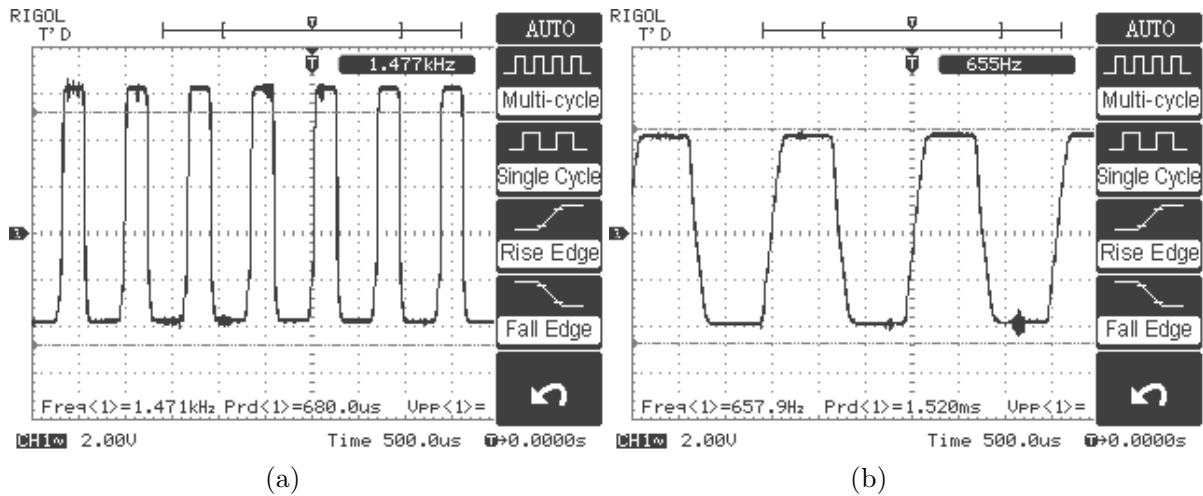 RIGOL
T'D
AUTO
1.477kHz
Multi-cycle
Single Cycle
Rise Edge
Fall Edge
Freq<1>=1.471kHz Prd<1>=680.0us Vpp<1>=
CH1~ 2.00V Time 500.0us T→0.0000s
(a)
RIGOL
T'D
AUTO
655Hz
Multi-cycle
Single Cycle
Rise Edge
Fall Edge
Freq<1>=657.9Hz Prd<1>=1.520ms Vpp<1>=
CH1~ 2.00V Time 500.0us T→0.0000s
(b)